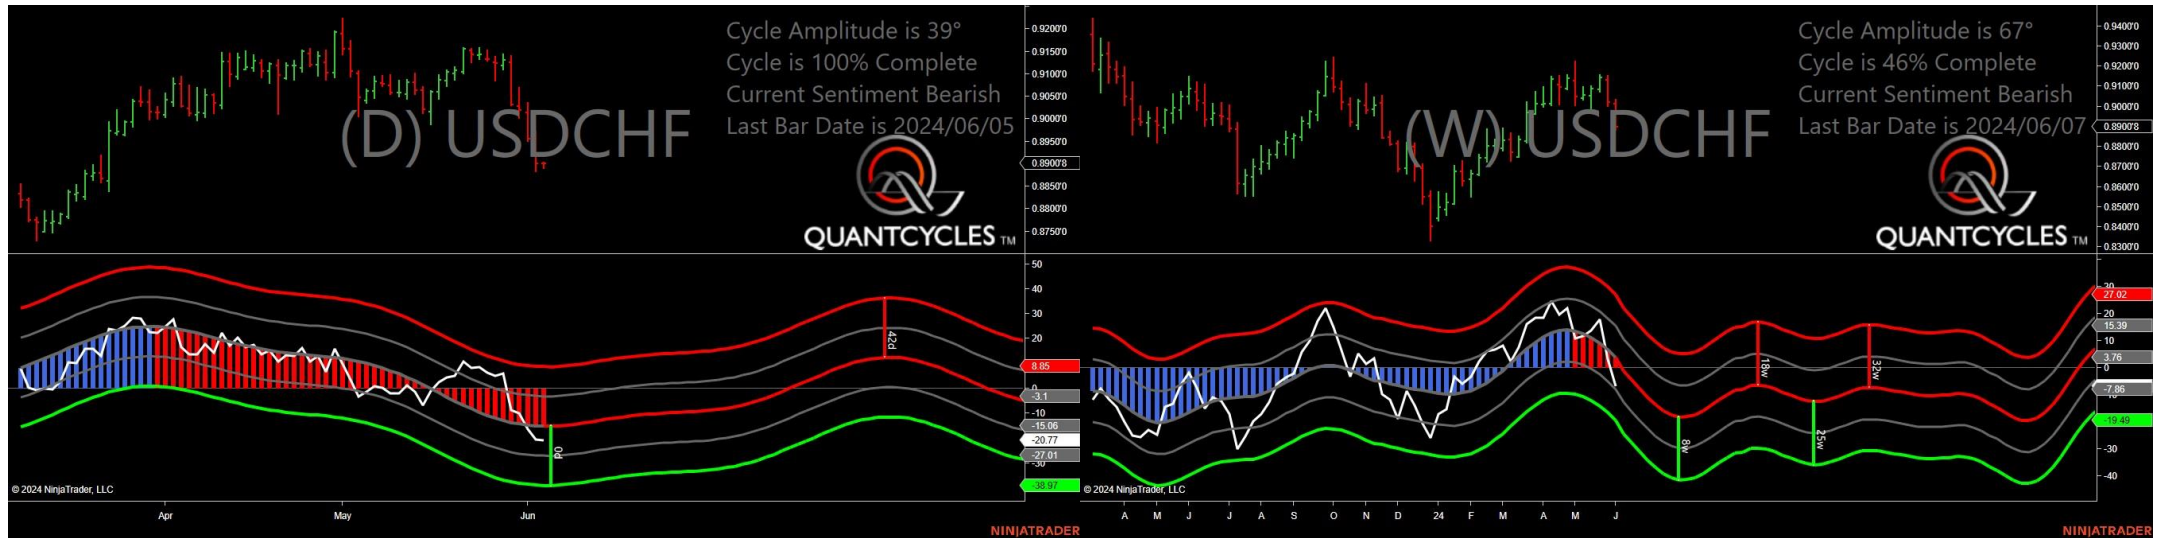 Cycle Amplitude is 39°
Cycle is 100% Complete
Current Sentiment Bearish
Last Bar Date is 2024/06/05
(D) USDCHF
QUANTCYCLES TM
0.9200'0
0.9150'0
0.9100'0
0.9050'0
0.9000'0
0.8950'0
0.8900'8
0.8850'0
0.8800'0
0.8750'0
50
40
30
20
8.85
0
-3.1
-10
-15.06
-20.77
-27.01
-30
-38.97
42d
0d
© 2024 NinjaTrader, LLC
Apr May Jun
NINJATRADER
Cycle Amplitude is 67°
Cycle is 46% Complete
Current Sentiment Bearish
Last Bar Date is 2024/06/07
(W) USDCHF
QUANTCYCLES TM
0.9400'0
0.9300'0
0.9200'0
0.9100'0
0.9000'0
0.8900'8
0.8800'0
0.8700'0
0.8600'0
0.8500'0
0.8400'0
0.8300'0
27.02
20
15.39
10
3.76
0
-7.86
-19.49
-30
-40
18w
32w
8w
25w
© 2024 NinjaTrader, LLC
A M J J A S O N D 24 F M A M J
NINJATRADER